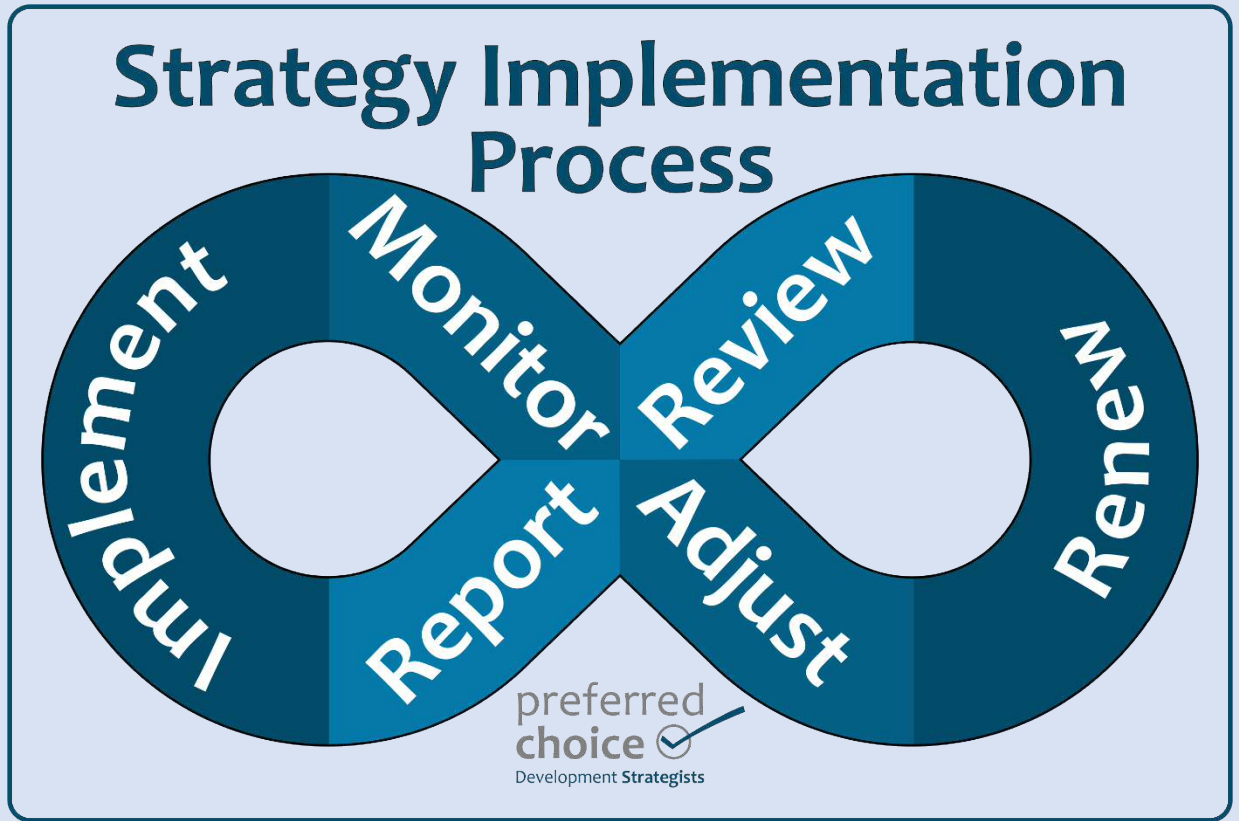 Strategy Implementation
Process
Implement
Monitor
Review
Renew
Report
Adjust
preferred
choice
Development Strategists